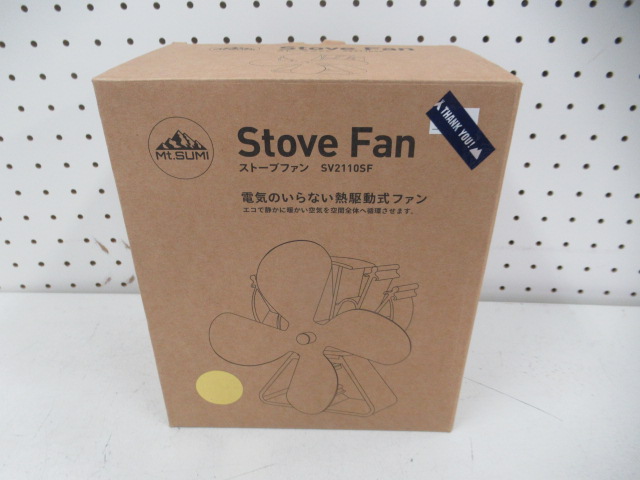 Stove Fan
Mt.SUMI
Stove Fan
ストーブファン SV2110SF
THANK YOU!
電気のいらない熱駆動式ファン
エコで静かに暖かい空気を空間全体へ循環させます。